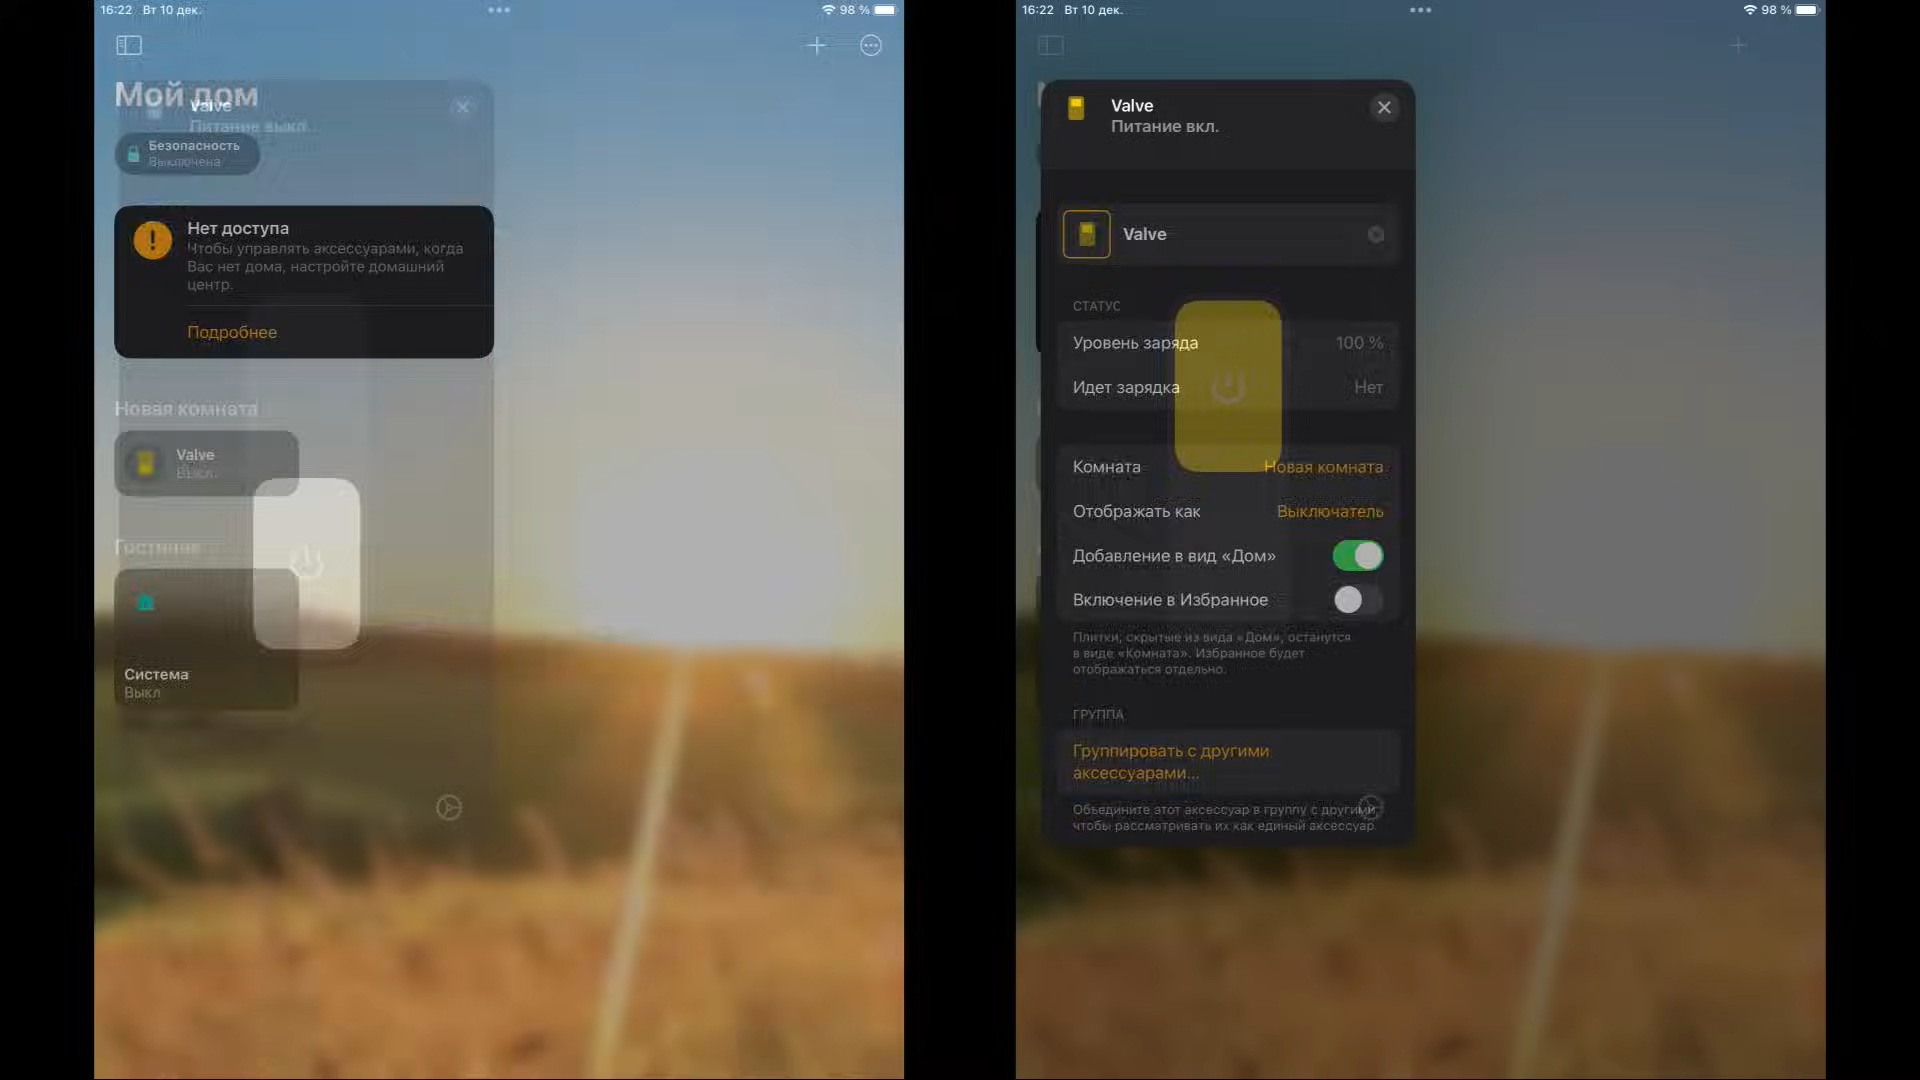 16:22 Вт 10 дек.
98 %
Мой дом
Valve
Питание выкл.
Безопасность
Выключена
Нет доступа
Чтобы управлять аксессуарами, когда
Вас нет дома, настройте домашний
центр.
Подробнее
Новая комната
Valve
Выкл.
Гостиная
Система
Выкл
16:22 Вт 10 дек.
98 %
Valve
Питание вкл.
Valve
СТАТУС
Уровень заряда 100 %
Идет зарядка Нет
Комната Новая комната
Отображать как Выключатель
Добавление в вид «Дом»
Включение в Избранное
Плитки, скрытые из вида «Дом», останутся
в виде «Комната». Избранное будет
отображаться отдельно.
ГРУППА
Группировать с другими
аксессуарами...
Объедините этот аксессуар в группу с другими,
чтобы рассматривать их как единый аксессуар.